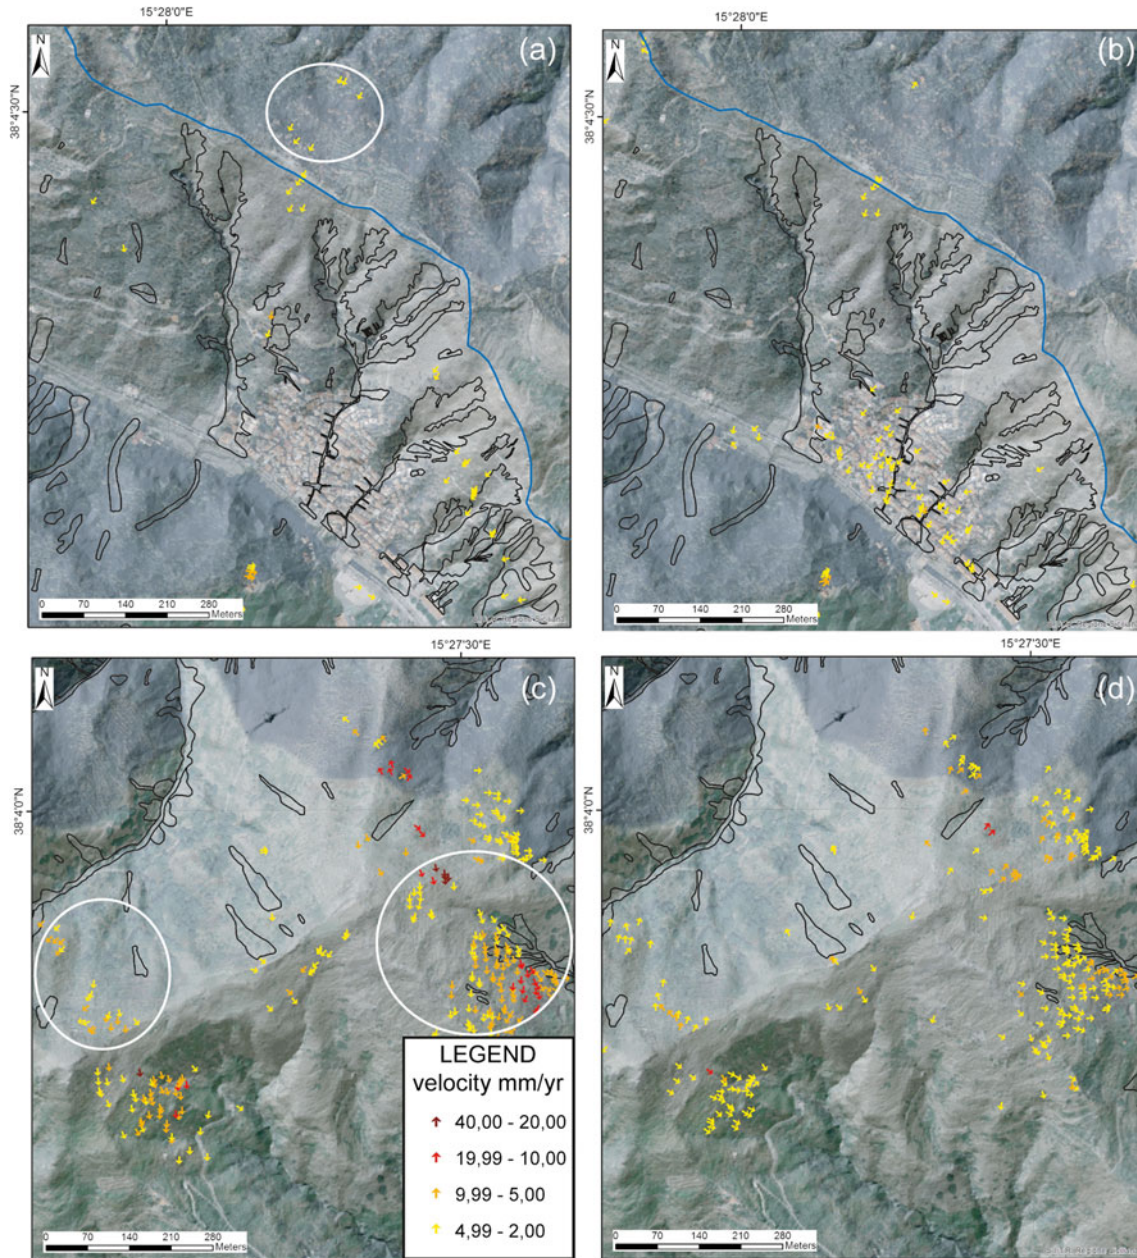 15°28'0"E
15°28'0"E
N
(a)
38°4'30"N
0 70 140 210 280
Meters
N
(b)
38°4'30"N
0 70 140 210 280
Meters
15°27'30"E
15°27'30"E
N
(c)
38°4'0"N
LEGEND
velocity mm/yr
40,00 - 20,00
19,99 - 10,00
9,99 - 5,00
4,99 - 2,00
0 70 140 210 280
Meters
N
(d)
38°4'0"N
0 70 140 210 280
Meters